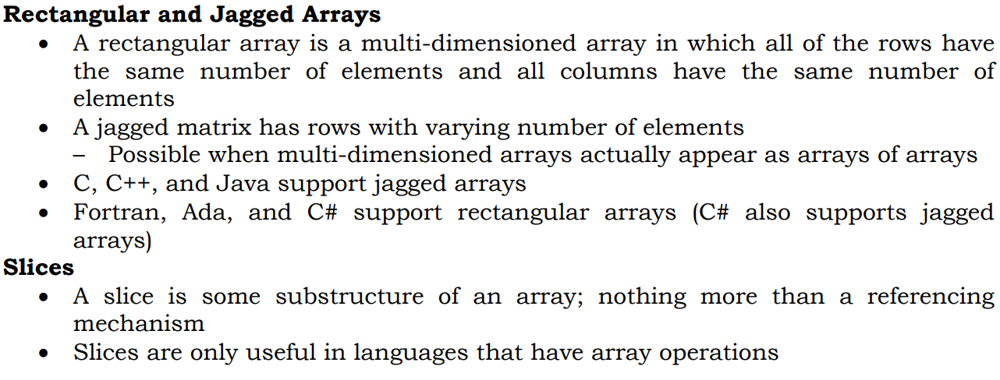 Rectangular and Jagged Arrays
• A rectangular array is a multi-dimensioned array in which all of the rows have
the same number of elements and all columns have the same number of
elements
• A jagged matrix has rows with varying number of elements
– Possible when multi-dimensioned arrays actually appear as arrays of arrays
• C, C++, and Java support jagged arrays
• Fortran, Ada, and C# support rectangular arrays (C# also supports jagged
arrays)
Slices
• A slice is some substructure of an array; nothing more than a referencing
mechanism
• Slices are only useful in languages that have array operations